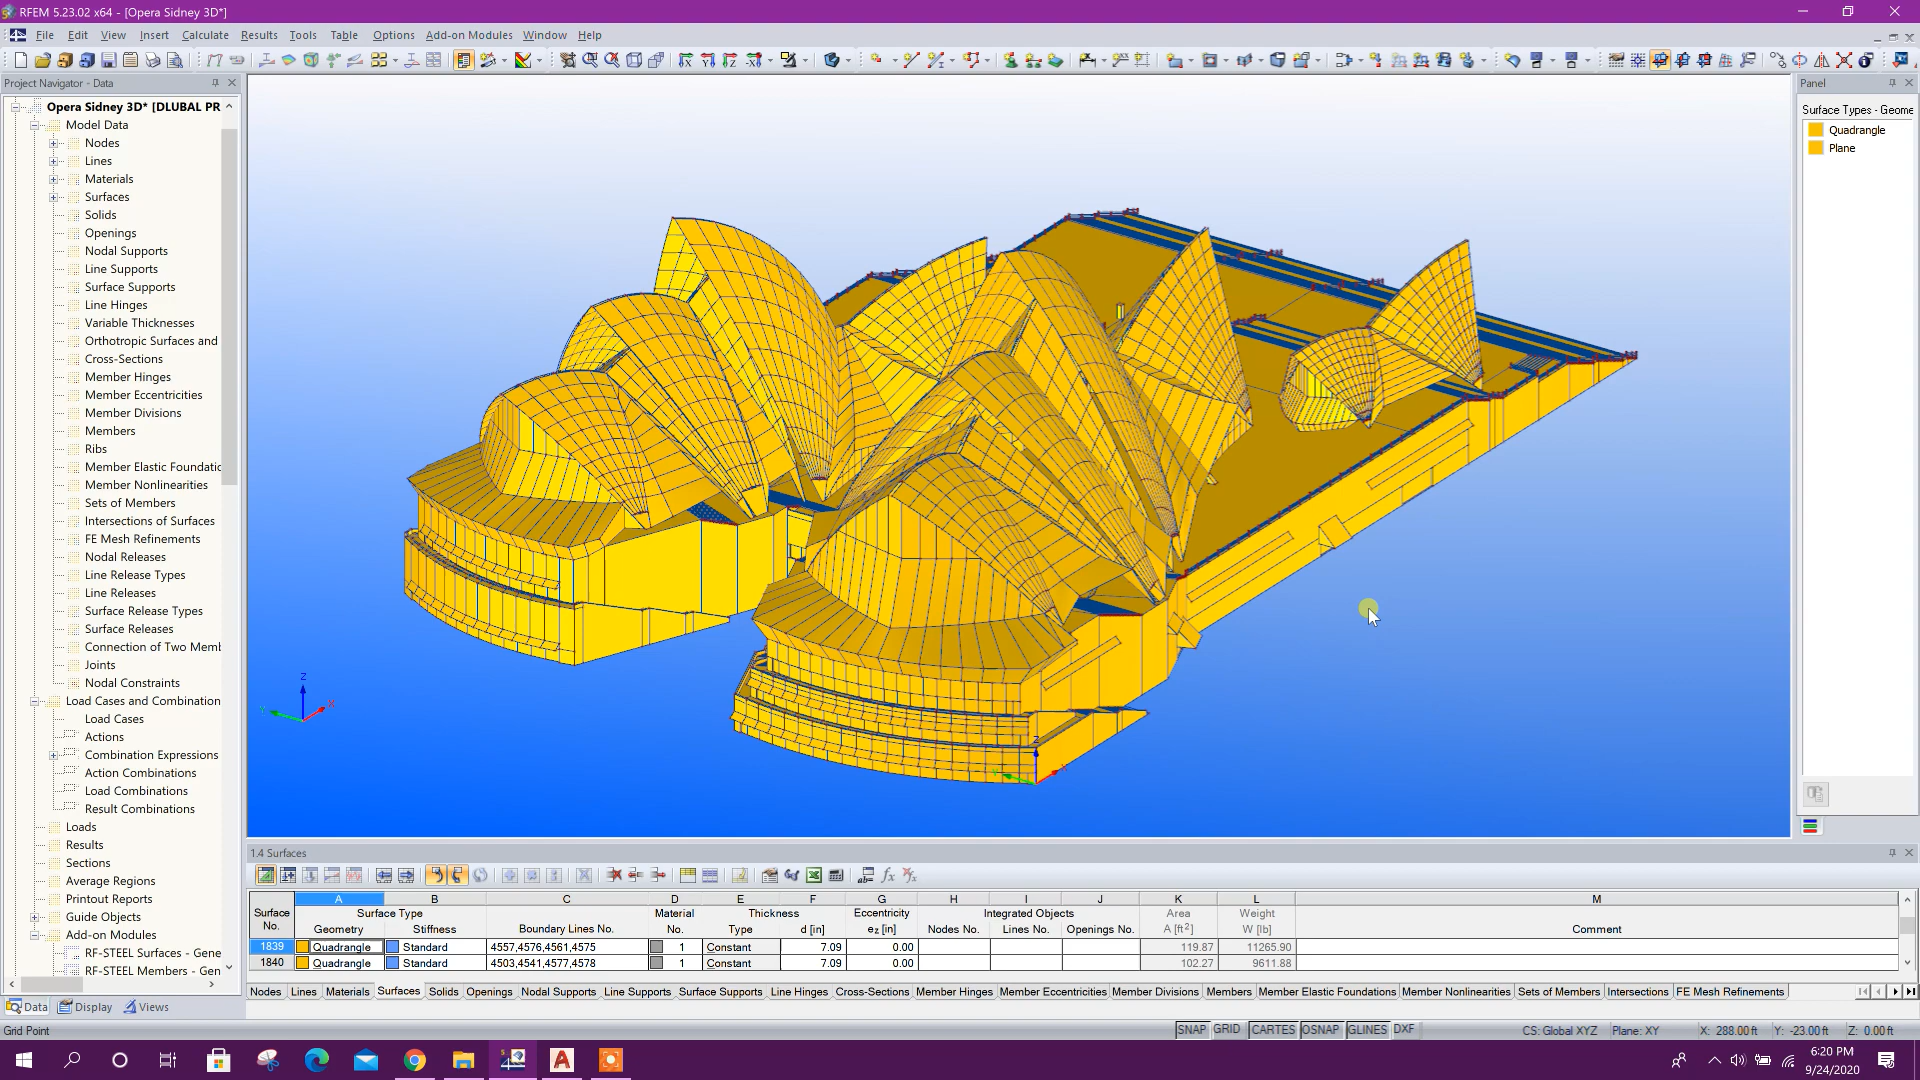 RFEM 5.23.02 x64 - [Opera Sidney 3D*]
File Edit View Insert Calculate Results Tools Table Options Add-on Modules Window Help
Project Navigator - Data
Opera Sidney 3D* [DLUBAL PR
Model Data
Nodes
Lines
Materials
Surfaces
Solids
Openings
Nodal Supports
Line Supports
Surface Supports
Line Hinges
Variable Thicknesses
Orthotropic Surfaces and
Cross-Sections
Member Hinges
Member Eccentricities
Member Divisions
Members
Ribs
Member Elastic Foundatic
Member Nonlinearities
Sets of Members
Intersections of Surfaces
FE Mesh Refinements
Nodal Releases
Line Release Types
Line Releases
Surface Release Types
Surface Releases
Connection of Two Memb
Joints
Nodal Constraints
Load Cases and Combination
Load Cases
Actions
Combination Expressions
Action Combinations
Load Combinations
Result Combinations
Loads
Results
Sections
Average Regions
Printout Reports
Guide Objects
Add-on Modules
RF-STEEL Surfaces - Gene
RF-STEEL Members - Gen
Data Display Views
Z
Y X
Z
Panel
Surface Types - Geome
Quadrangle
Plane
1.4 Surfaces
A B C D E F G H I J K L M
Surface Surface Type Material Thickness Eccentricity Integrated Objects Area Weight
No. Geometry Stiffness Boundary Lines No. No. Type d [in] ez [in] Nodes No. Lines No. Openings No. A [ft²] W [lb] Comment
1839 Quadrangle Standard 4557,4576,4561,4575 1 Constant 7.09 0.00 119.87 11265.90
1840 Quadrangle Standard 4503,4541,4577,4578 1 Constant 7.09 0.00 102.27 9611.88
Nodes Lines Materials Surfaces Solids Openings Nodal Supports Line Supports Surface Supports Line Hinges Cross-Sections Member Hinges Member Eccentricities Member Divisions Members Member Elastic Foundations Member Nonlinearities Sets of Members Intersections FE Mesh Refinements
Grid Point SNAP GRID CARTES OSNAP GLINES DXF CS: Global XYZ Plane: XY X: 288.00 ft Y: -23.00 ft Z: 0.00 ft
6:20 PM
9/24/2020